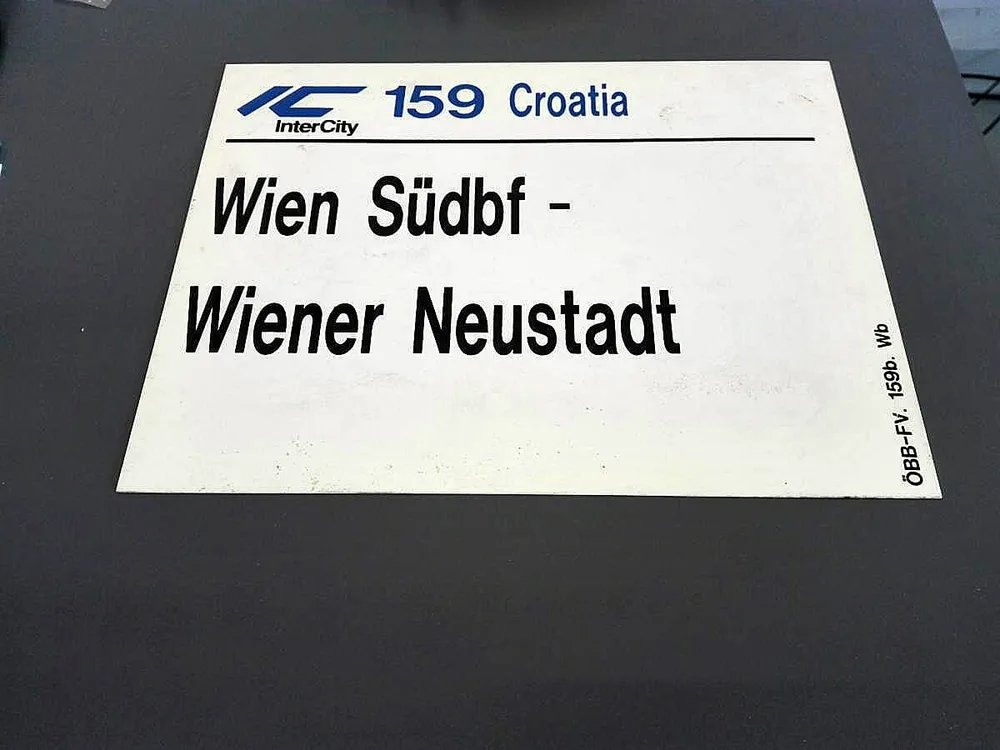 IC 159 Croatia
InterCity
Wien Südbf -
Wiener Neustadt
ÖBB-FV. 159b. Wb